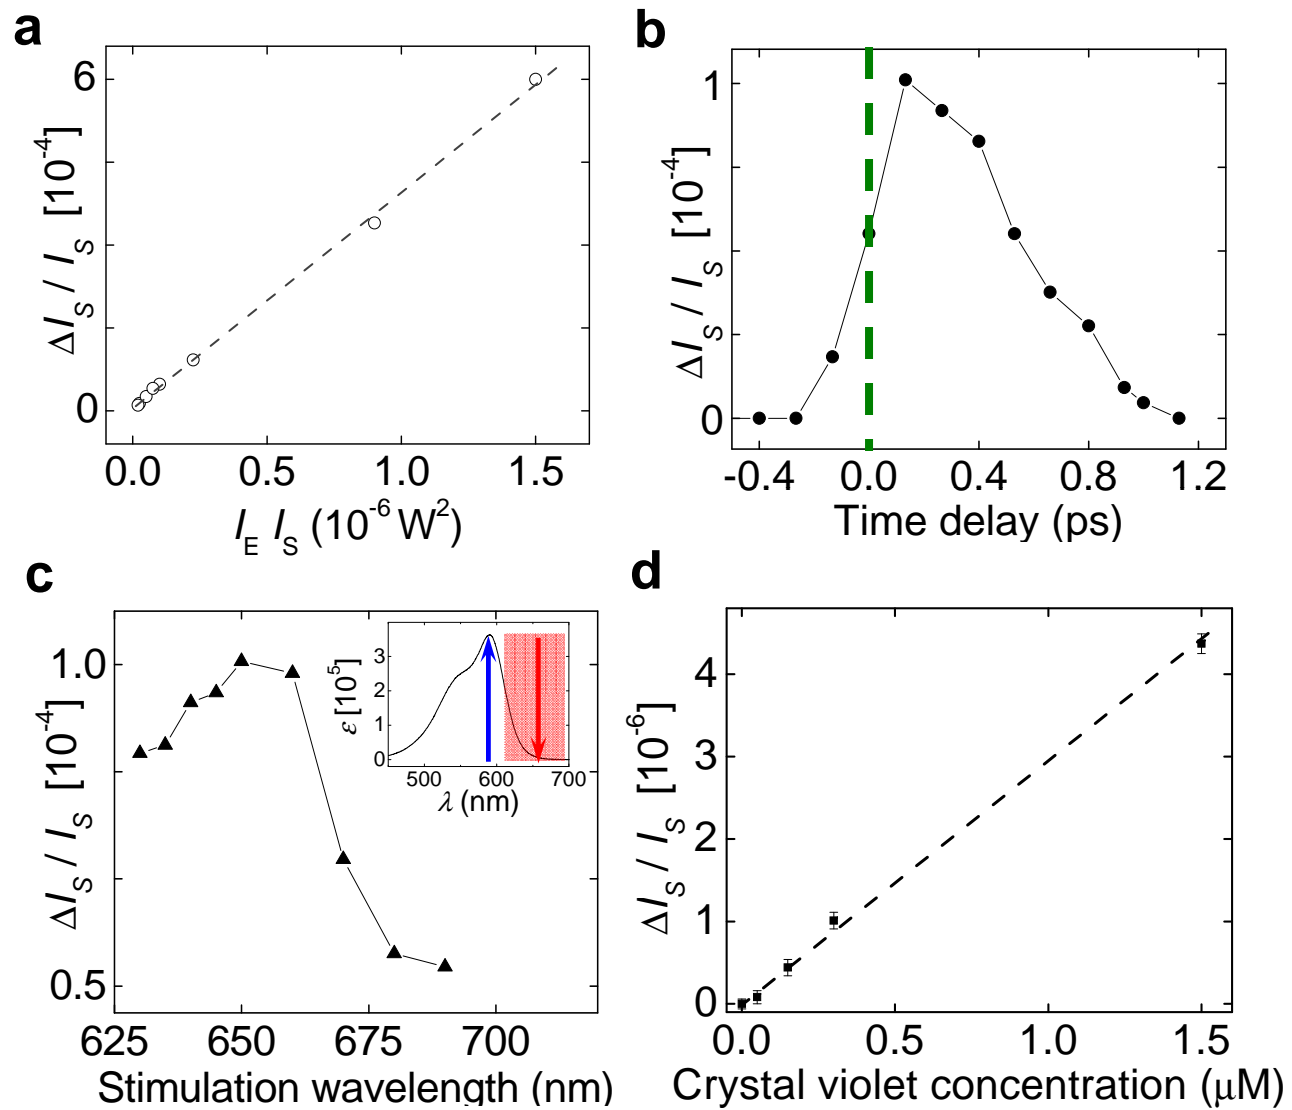 a
6
0
ΔI_S / I_S [10^-4]
0.0 0.5 1.0 1.5
I_E I_S (10^-6 W^2)
b
1
0
ΔI_S / I_S [10^-4]
-0.4 0.0 0.4 0.8 1.2
Time delay (ps)
c
1.0
0.5
ΔI_S / I_S [10^-4]
625 650 675 700
Stimulation wavelength (nm)
3
2
1
0
ε [10^5]
500 600 700
λ (nm)
d
4
3
2
1
0
ΔI_S / I_S [10^-6]
0.0 0.5 1.0 1.5
Crystal violet concentration (μM)